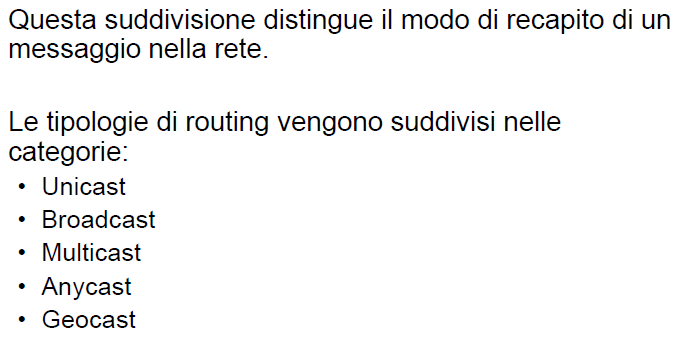 Questa suddivisione distingue il modo di recapito di un
messaggio nella rete.
Le tipologie di routing vengono suddivisi nelle
categorie:
• Unicast
• Broadcast
• Multicast
• Anycast
• Geocast